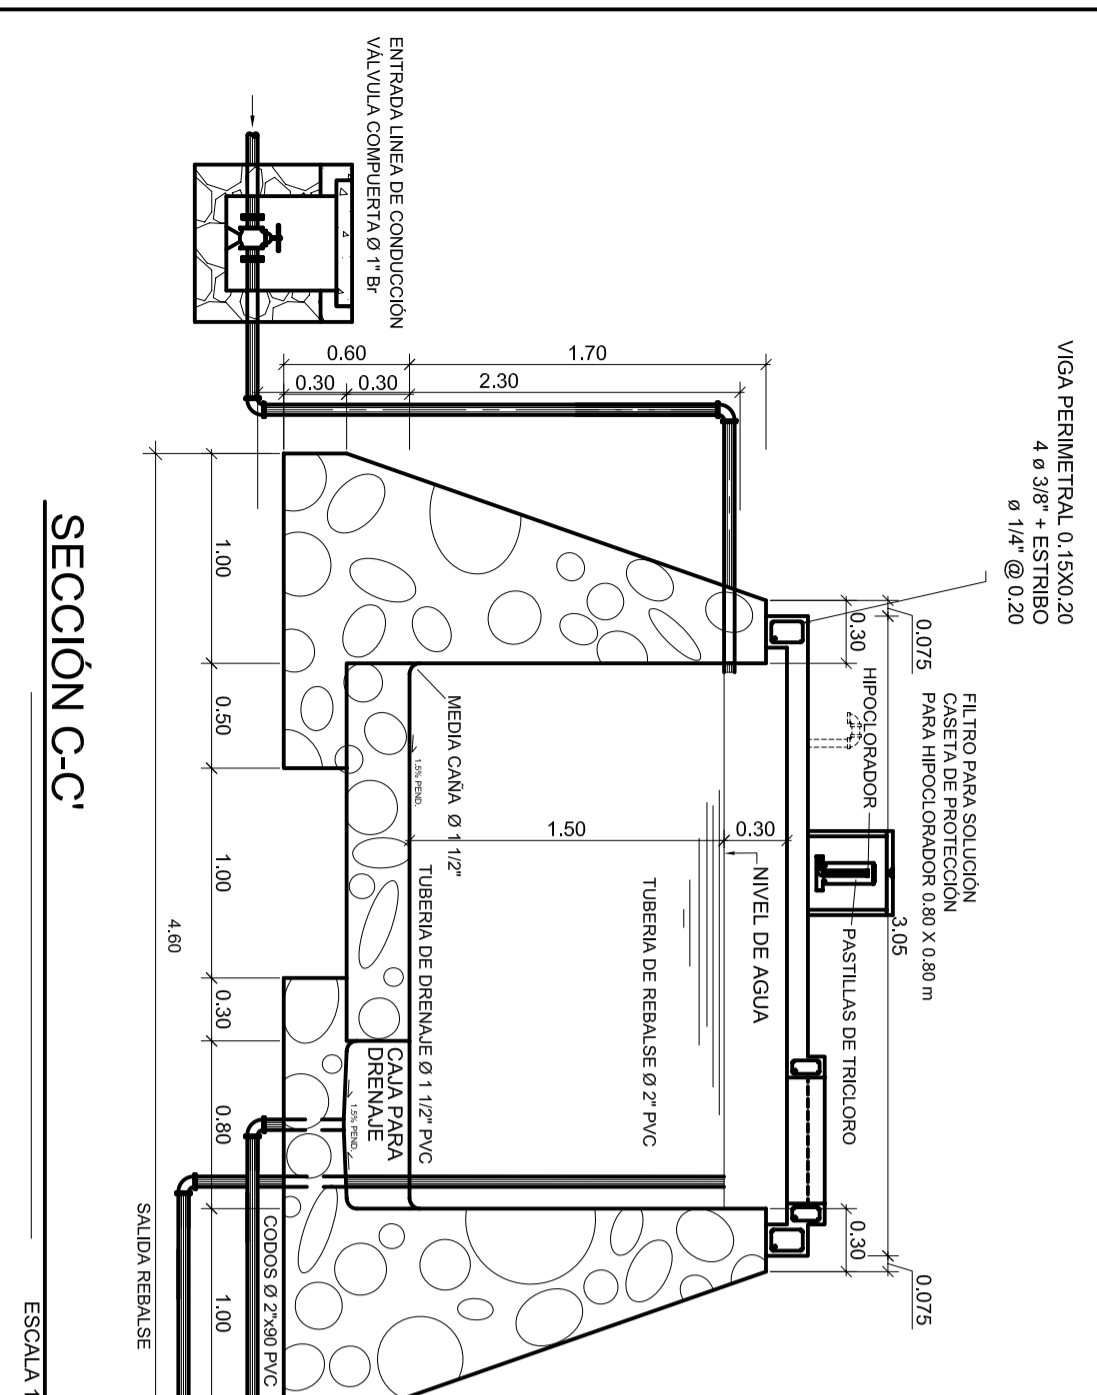 VIGA PERIMETRAL 0.15X0.20
4 ø 3/8" + ESTRIBO
ø 1/4" @ 0.20
FILTRO PARA SOLUCIÓN
CASETA DE PROTECCIÓN
PARA HIPOCLORADOR 0.80 X 0.80 m
0.075
3.05
0.075
0.30
HIPOCLORADOR
PASTILLAS DE TRICLORO
0.30
ENTRADA LINEA DE CONDUCCIÓN
VÁLVULA COMPUERTA Ø 1" Br
1.70
2.30
0.60
0.30
0.30
0.30
NIVEL DE AGUA
1.50
TUBERIA DE REBALSE Ø 2" PVC
MEDIA CAÑA Ø 1 1/2"
1.5% PEND.
TUBERIA DE DRENAJE Ø 1 1/2" PVC
CAJA PARA
DRENAJE
1.5% PEND.
CODOS Ø 2"x90 PVC
1.00
0.50
1.00
0.30
0.80
1.00
4.60
SALIDA REBALSE
SECCIÓN C-C'
ESCALA 1